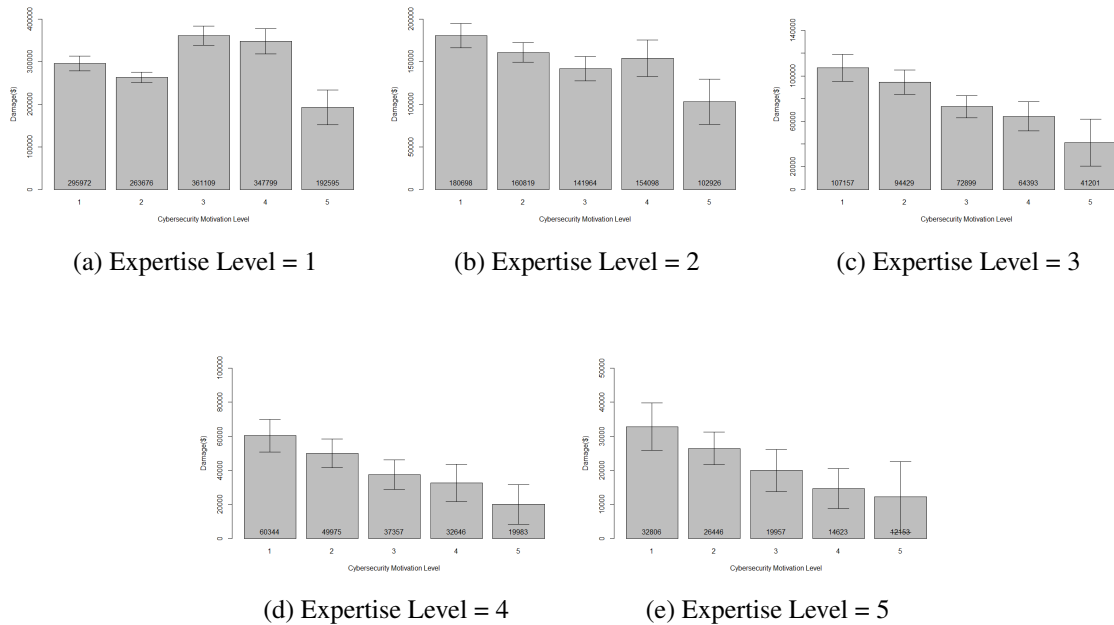 Damage($)
0 100000 200000 300000 400000
295972 263676 361109 347799 192595
1 2 3 4 5
Cybersecurity Motivation Level
(a) Expertise Level = 1
Damage($)
0 50000 100000 150000 200000
180698 160819 141964 154098 102926
1 2 3 4 5
Cybersecurity Motivation Level
(b) Expertise Level = 2
Damage($)
0 20000 60000 100000 140000
107157 94429 72899 64393 41201
1 2 3 4 5
Cybersecurity Motivation Level
(c) Expertise Level = 3
Damage($)
0 20000 40000 60000 80000 100000
60344 49975 37357 32646 19983
1 2 3 4 5
Cybersecurity Motivation Level
(d) Expertise Level = 4
Damage($)
0 10000 20000 30000 40000 50000
32806 26446 19957 14623 12153
1 2 3 4 5
Cybersecurity Motivation Level
(e) Expertise Level = 5